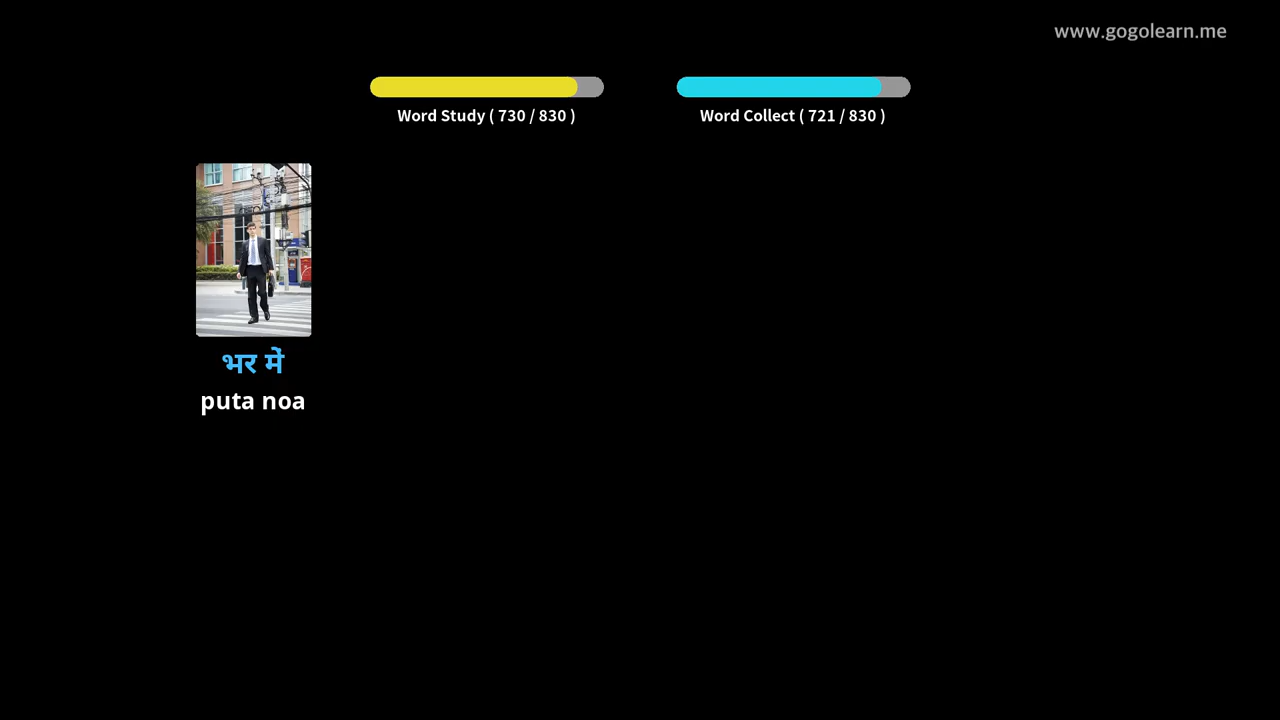 www.gogolearn.me
Word Study ( 730 / 830 )
Word Collect ( 721 / 830 )
भर में
puta noa